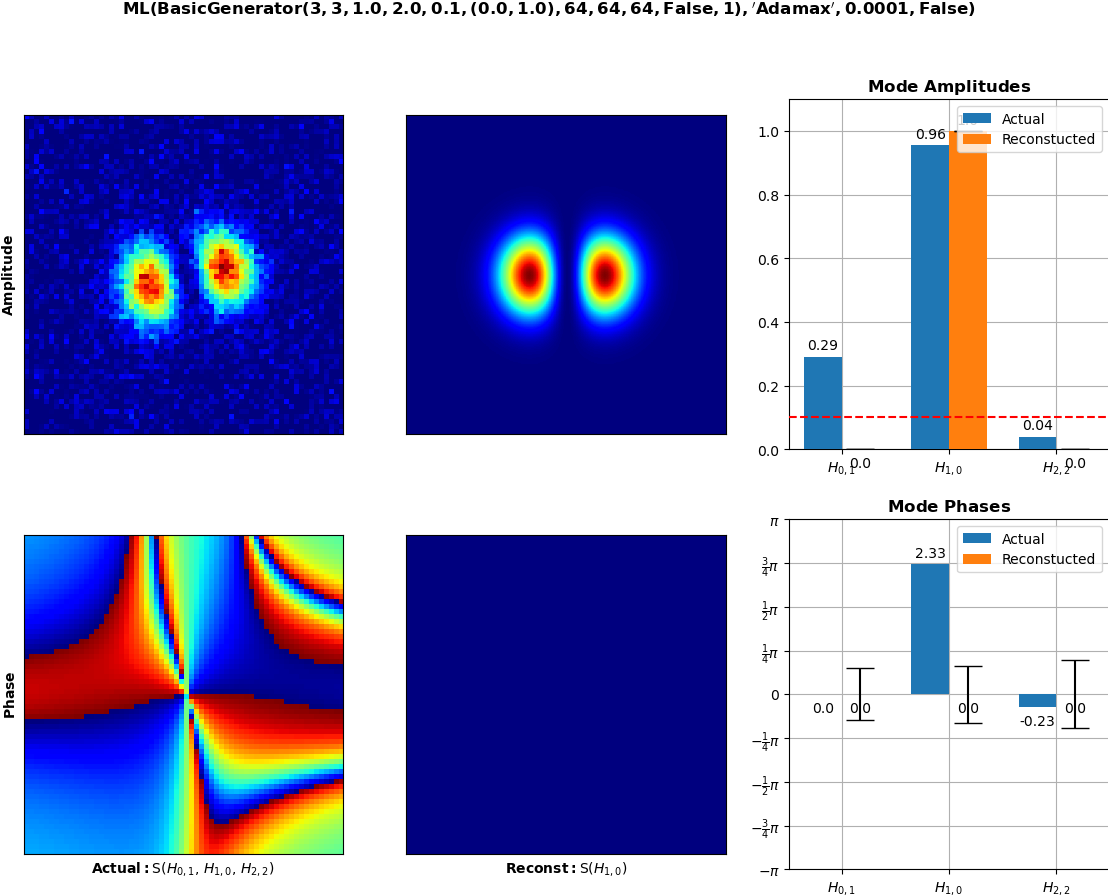 ML(BasicGenerator(3, 3, 1.0, 2.0, 0.1, (0.0, 1.0), 64, 64, 64, False, 1), ′Adamax′, 0.0001, False)
Amplitude
Mode Amplitudes
Actual
Reconstucted
1.0
0.8
0.6
0.4
0.2
0.0
0.29
0.96
0.04
0.0
0.0
H0,1
H1,0
H2,2
Phase
Actual: S(H0,1, H1,0, H2,2)
Reconst: S(H1,0)
Mode Phases
Actual
Reconstucted
π
3/4π
1/2π
1/4π
0
−1/4π
−1/2π
−3/4π
−π
0.0
0.0
2.33
0.0
-0.23
0.0
H0,1
H1,0
H2,2